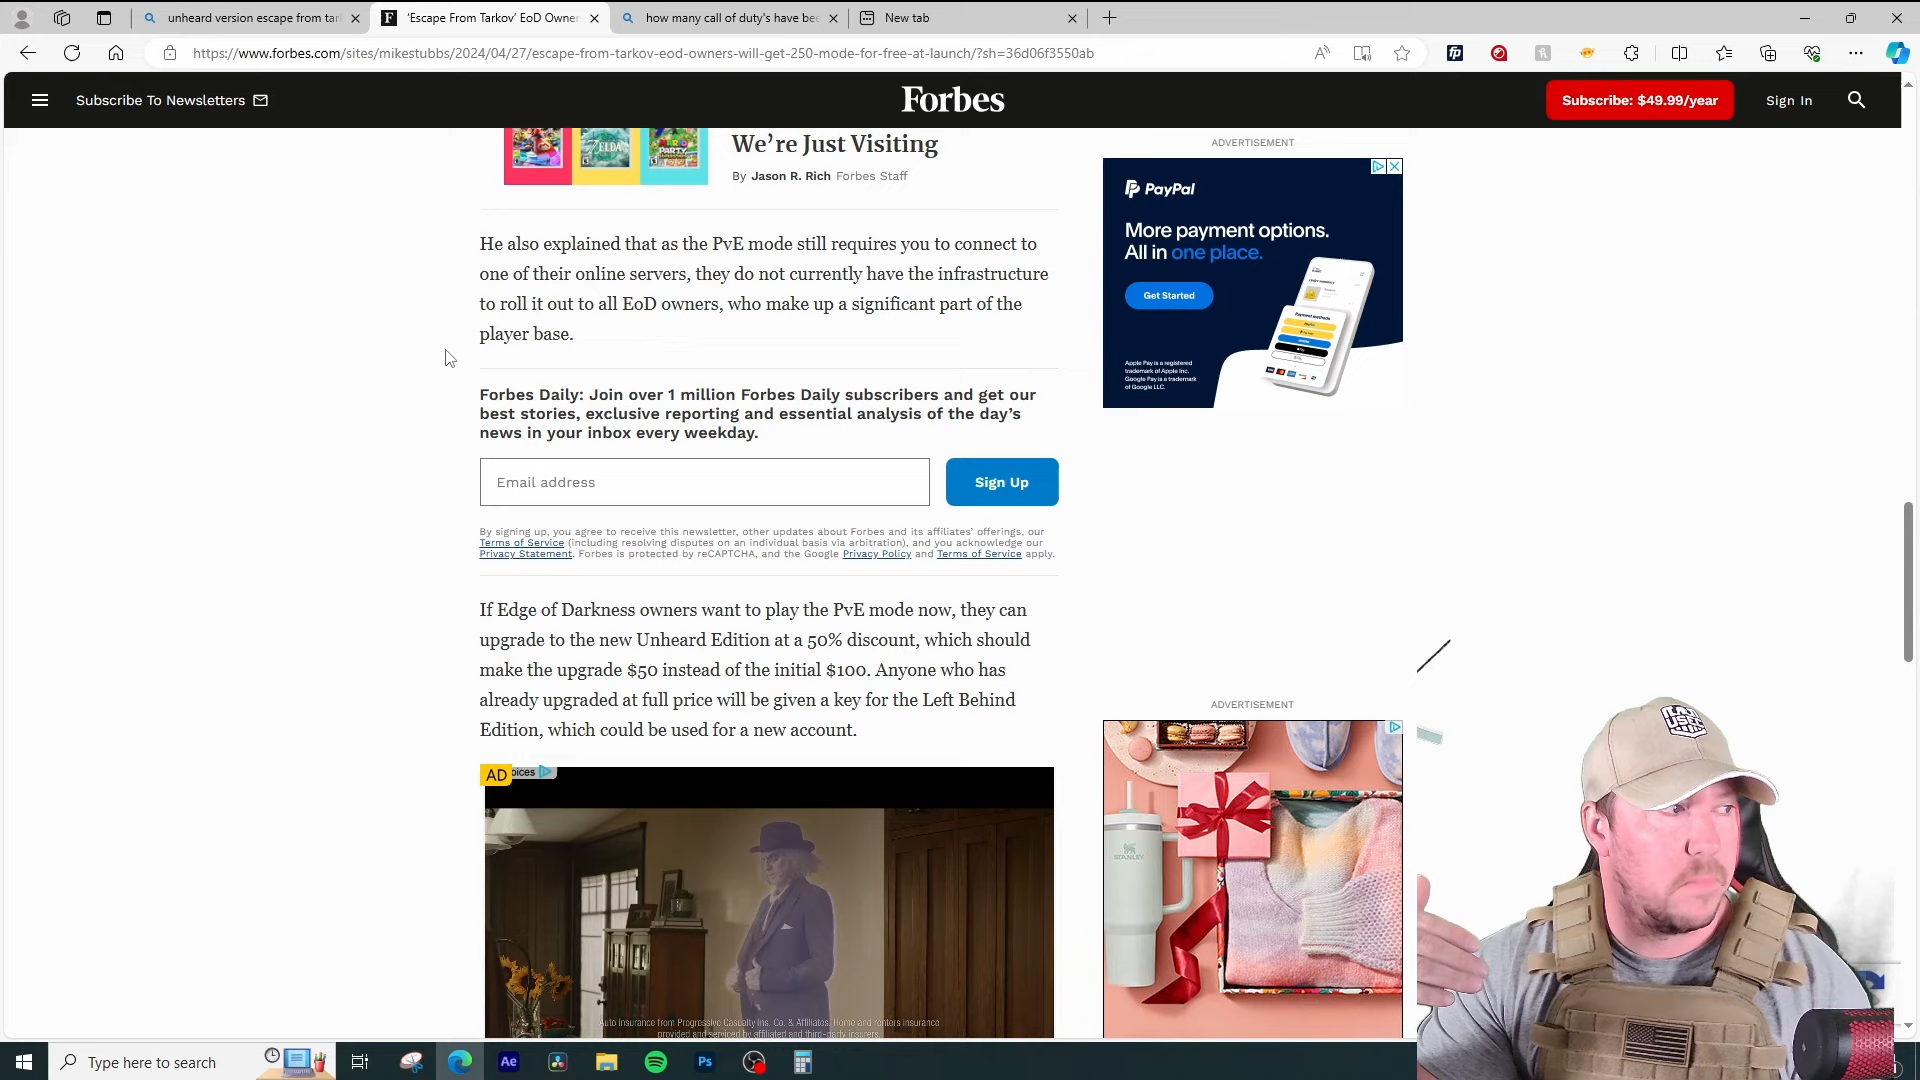 unheard version escape from tar
'Escape From Tarkov' EoD Owner
how many call of duty's have bee
New tab
https://www.forbes.com/sites/mikestubbs/2024/04/27/escape-from-tarkov-eod-owners-will-get-250-mode-for-free-at-launch/?sh=36d06f3550ab
Subscribe To Newsletters
Forbes
Subscribe: $49.99/year
Sign In
ZELDA
MARIO PARTY
We're Just Visiting
By Jason R. Rich Forbes Staff
He also explained that as the PvE mode still requires you to connect to
one of their online servers, they do not currently have the infrastructure
to roll it out to all EoD owners, who make up a significant part of the
player base.
Forbes Daily: Join over 1 million Forbes Daily subscribers and get our
best stories, exclusive reporting and essential analysis of the day's
news in your inbox every weekday.
Email address
Sign Up
By signing up, you agree to receive this newsletter, other updates about Forbes and its affiliates' offerings, our
Terms of Service (including resolving disputes on an individual basis via arbitration), and you acknowledge our
Privacy Statement. Forbes is protected by reCAPTCHA, and the Google Privacy Policy and Terms of Service apply.
If Edge of Darkness owners want to play the PvE mode now, they can
upgrade to the new Unheard Edition at a 50% discount, which should
make the upgrade $50 instead of the initial $100. Anyone who has
already upgraded at full price will be given a key for the Left Behind
Edition, which could be used for a new account.
AD
oices
Auto insurance from Progressive Casualty Ins. Co. & Affiliates. Home and renters insurance
provided and serviced by affiliated and third-party insurers.
ADVERTISEMENT
PayPal
More payment options.
All in one place.
Get Started
Apple Pay is a registered
trademark of Apple Inc.
Google Pay is a trademark
of Google LLC.
ADVERTISEMENT
STANLEY
USEC
Type here to search
Ae
Ps